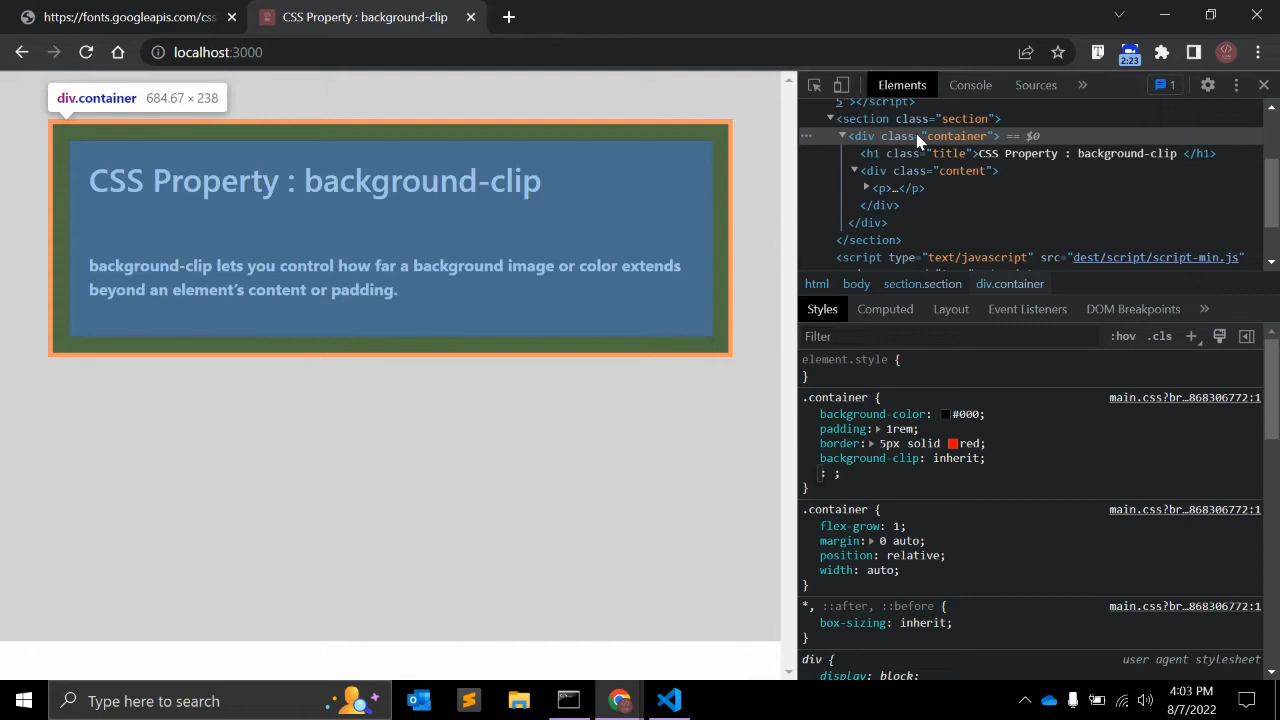 https://fonts.googleapis.com/css
CSS Property : background-clip
localhost:3000
2:23
div.container 684.67 × 238
CSS Property : background-clip
background-clip lets you control how far a background image or color extends
beyond an element's content or padding.
Elements Console Sources » 1
5"></script>
<section class="section">
<div class="container"> == $0
<h1 class="title">CSS Property : background-clip </h1>
<div class="content">
<p>…</p>
</div>
</div>
</section>
<script type="text/javascript" src="dest/script/script-min.js"
html body section.section div.container
Styles Computed Layout Event Listeners DOM Breakpoints »
Filter :hov .cls
element.style {
}
.container { main.css?br…868306772:1
background-color: #000;
padding: 1rem;
border: 5px solid red;
background-clip: inherit;
: ;
}
.container { main.css?br…868306772:1
flex-grow: 1;
margin: 0 auto;
position: relative;
width: auto;
}
*, ::after, ::before { main.css?br…868306772:1
box-sizing: inherit;
}
div { user agent stylesheet
display: block;
Type here to search
4:03 PM
8/7/2022